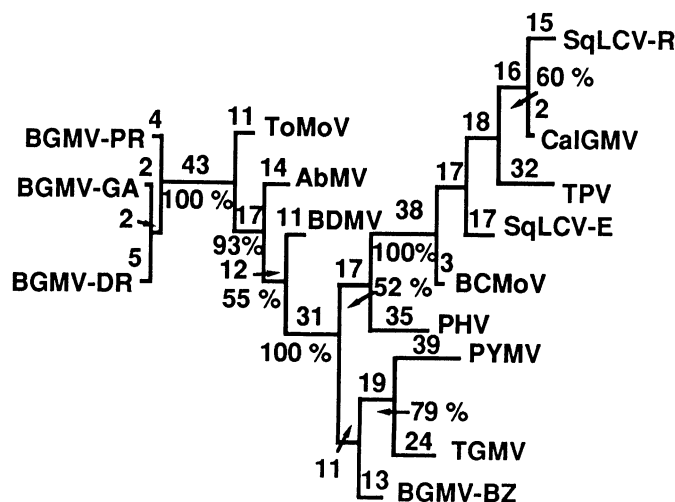 15
SqLCV-R
16
60 %
4
11
ToMoV
18
2
CalGMV
BGMV-PR
43
2
14
17
32
BGMV-GA
100 %
AbMV
TPV
2
17
11
BDMV
38
17
SqLCV-E
93%
100%
5
12
17
3
BGMV-DR
55 %
52 %
BCMoV
31
35
PHV
100 %
39
PYMV
19
79 %
24
TGMV
11
13
BGMV-BZ